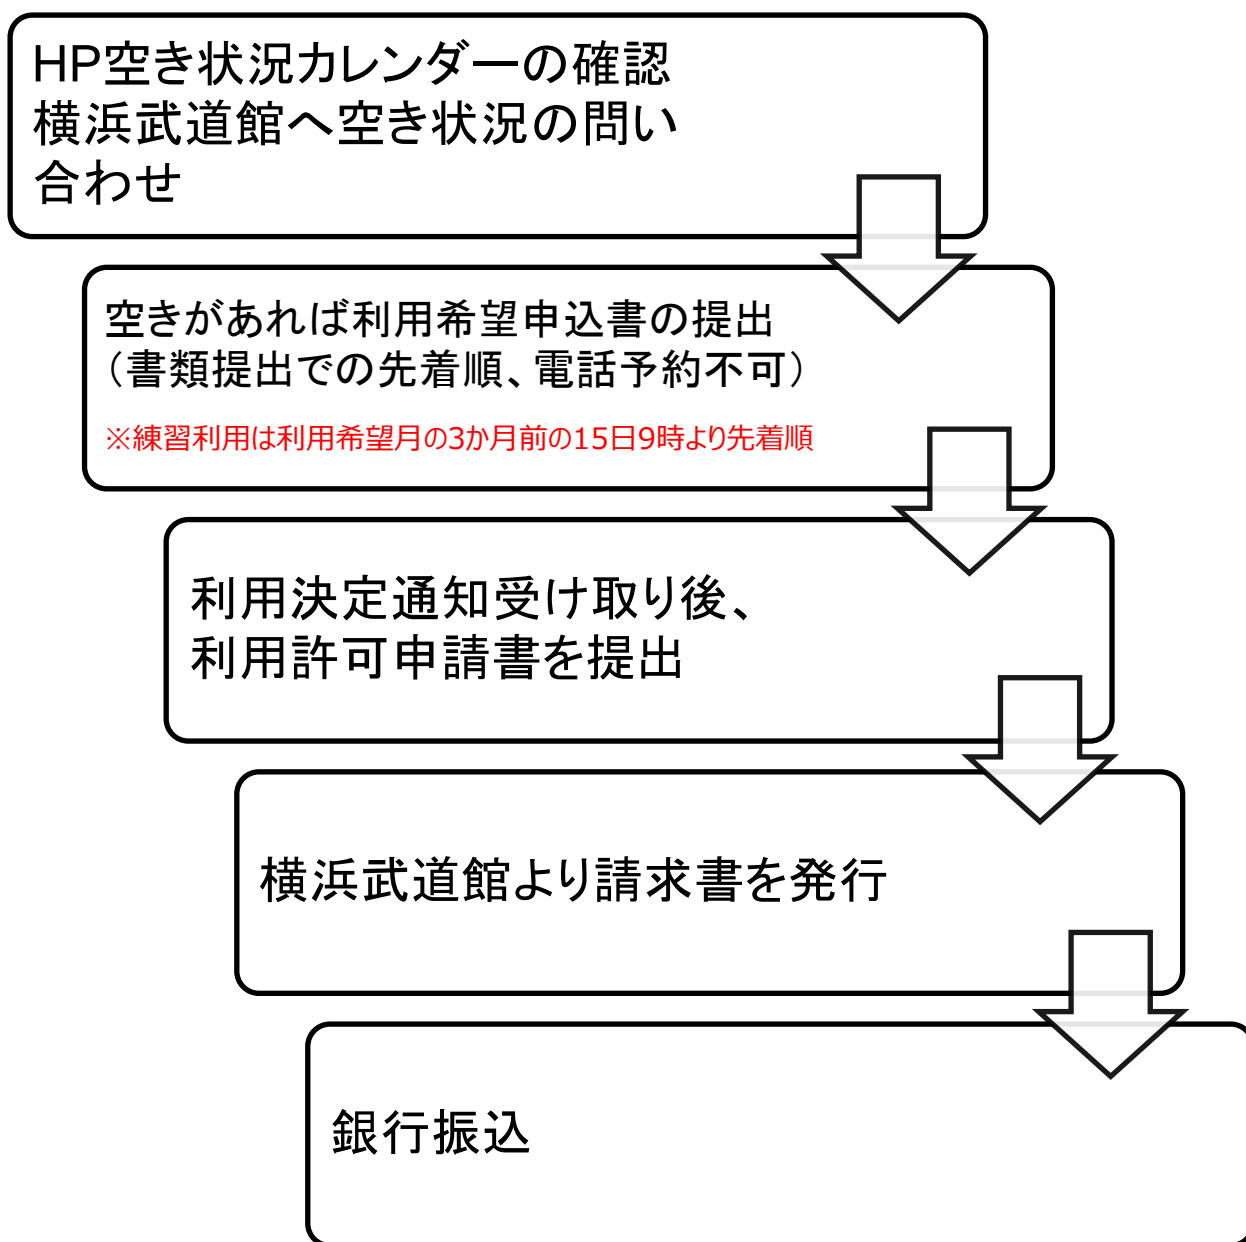 HP空き状況カレンダーの確認
横浜武道館へ空き状況の問い
合わせ
空きがあれば利用希望申込書の提出
（書類提出での先着順、電話予約不可）
※練習利用は利用希望月の3か月前の15日9時より先着順
利用決定通知受け取り後、
利用許可申請書を提出
横浜武道館より請求書を発行
銀行振込